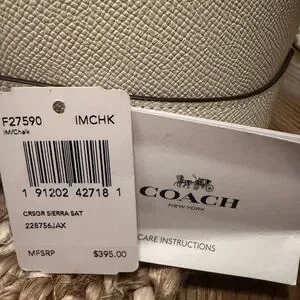 F27590 IMCHK
IM/Chalk
1 91202 42718 1
CRSGR SIERRA SAT
228756JAX
MFSRP $395.00
COACH
NEW YORK
CARE INSTRUCTIONS